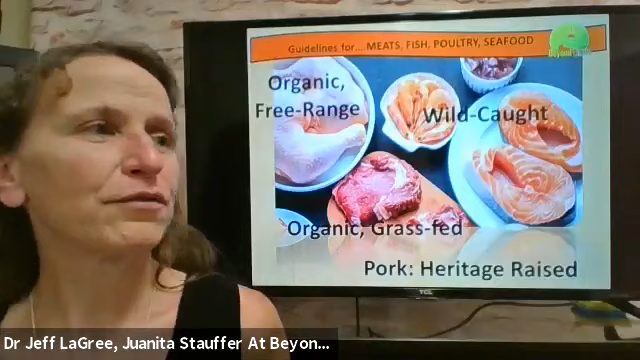 Guidelines for... MEATS, FISH, POULTRY, SEAFOOD
Organic,
Free-Range
Wild-Caught
Organic, Grass-fed
Pork: Heritage Raised
TCL
Dr Jeff LaGree, Juanita Stauffer At Beyon...